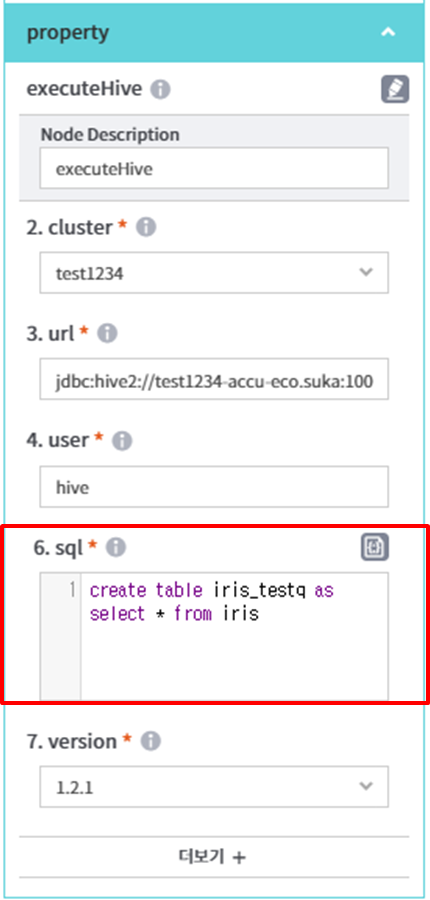 property
executeHive
Node Description
executeHive
2. cluster *
test1234
3. url *
jdbc:hive2://test1234-accu-eco.suka:100
4. user *
hive
6. sql *
1 create table iris_testq as
select * from iris
7. version *
1.2.1
더보기 +